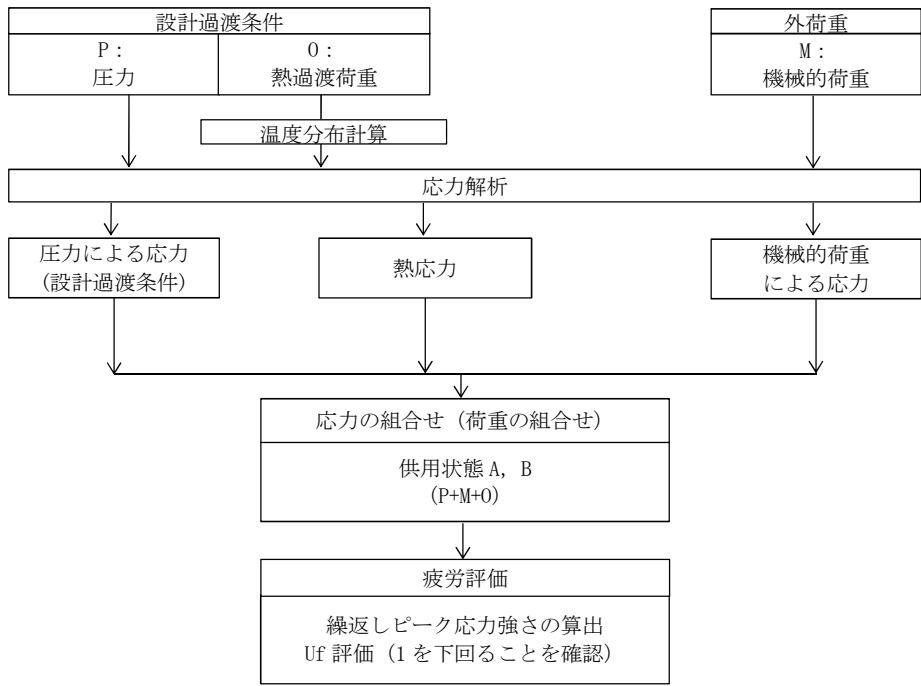 設計過渡条件
P:
圧力
O:
熱過渡荷重
外荷重
M:
機械的荷重
温度分布計算
応力解析
圧力による応力
(設計過渡条件)
熱応力
機械的荷重
による応力
応力の組合せ(荷重の組合せ)
供用状態 A, B
(P+M+O)
疲労評価
繰返しピーク応力強さの算出
Uf 評価(1 を下回ることを確認)